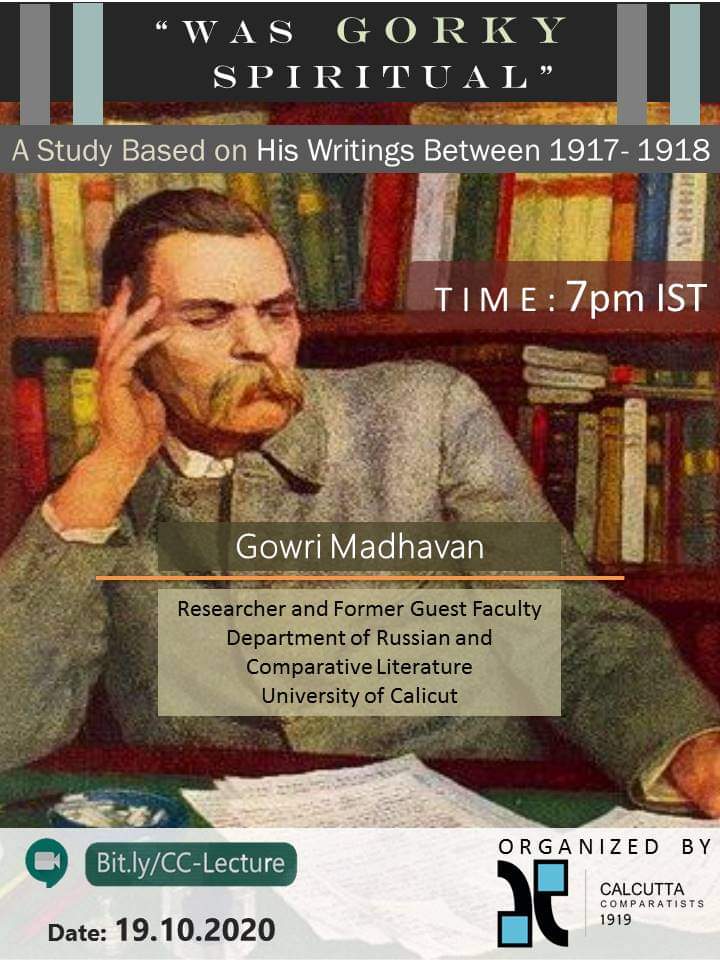 “WAS GORKY
SPIRITUAL”
A Study Based on His Writings Between 1917- 1918
TIME: 7pm IST
Gowri Madhavan
Researcher and Former Guest Faculty
Department of Russian and
Comparative Literature
University of Calicut
Bit.ly/CC-Lecture
Date: 19.10.2020
ORGANIZED BY
CALCUTTA
COMPARATISTS
1919